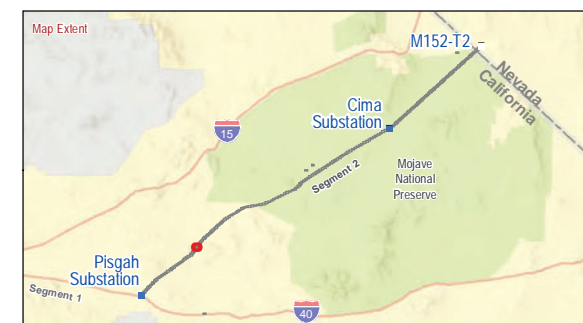 Map Extent
M152-T2
Nevada
California
Cima
Substation
15
Mojave
National
Preserve
Segment 2
Pisgah
Substation
Segment 1
40